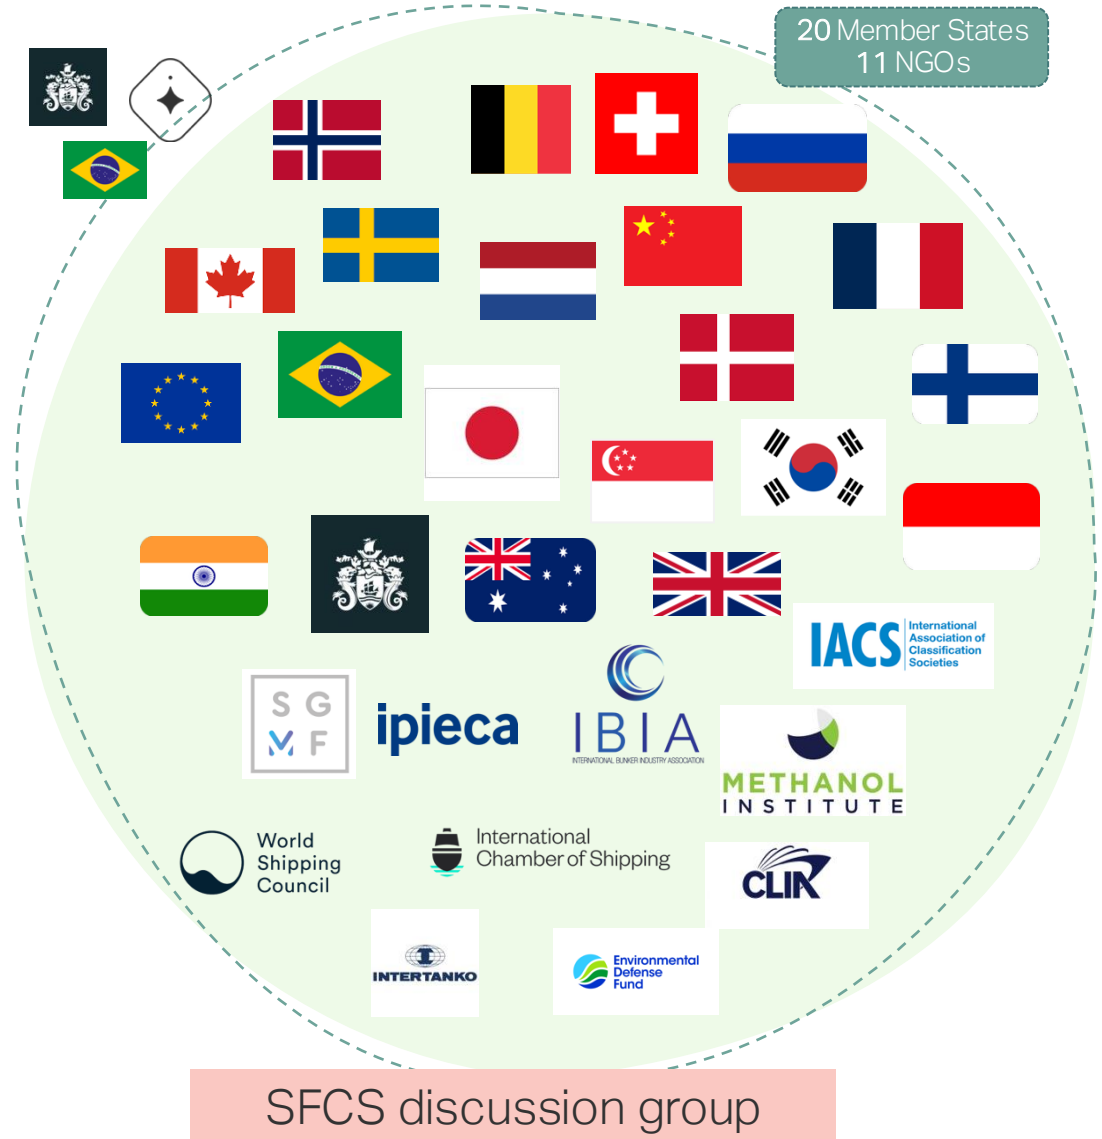 20 Member States
11 NGOs
IACS
International
Association of
Classification
Societies
S G
M F
ipieca
IBIA
INTERNATIONAL BUNKER INDUSTRY ASSOCIATION
METHANOL
INSTITUTE
World
Shipping
Council
International
Chamber of Shipping
CLIA
INTERTANKO
Environmental
Defense
Fund
SFCS discussion group